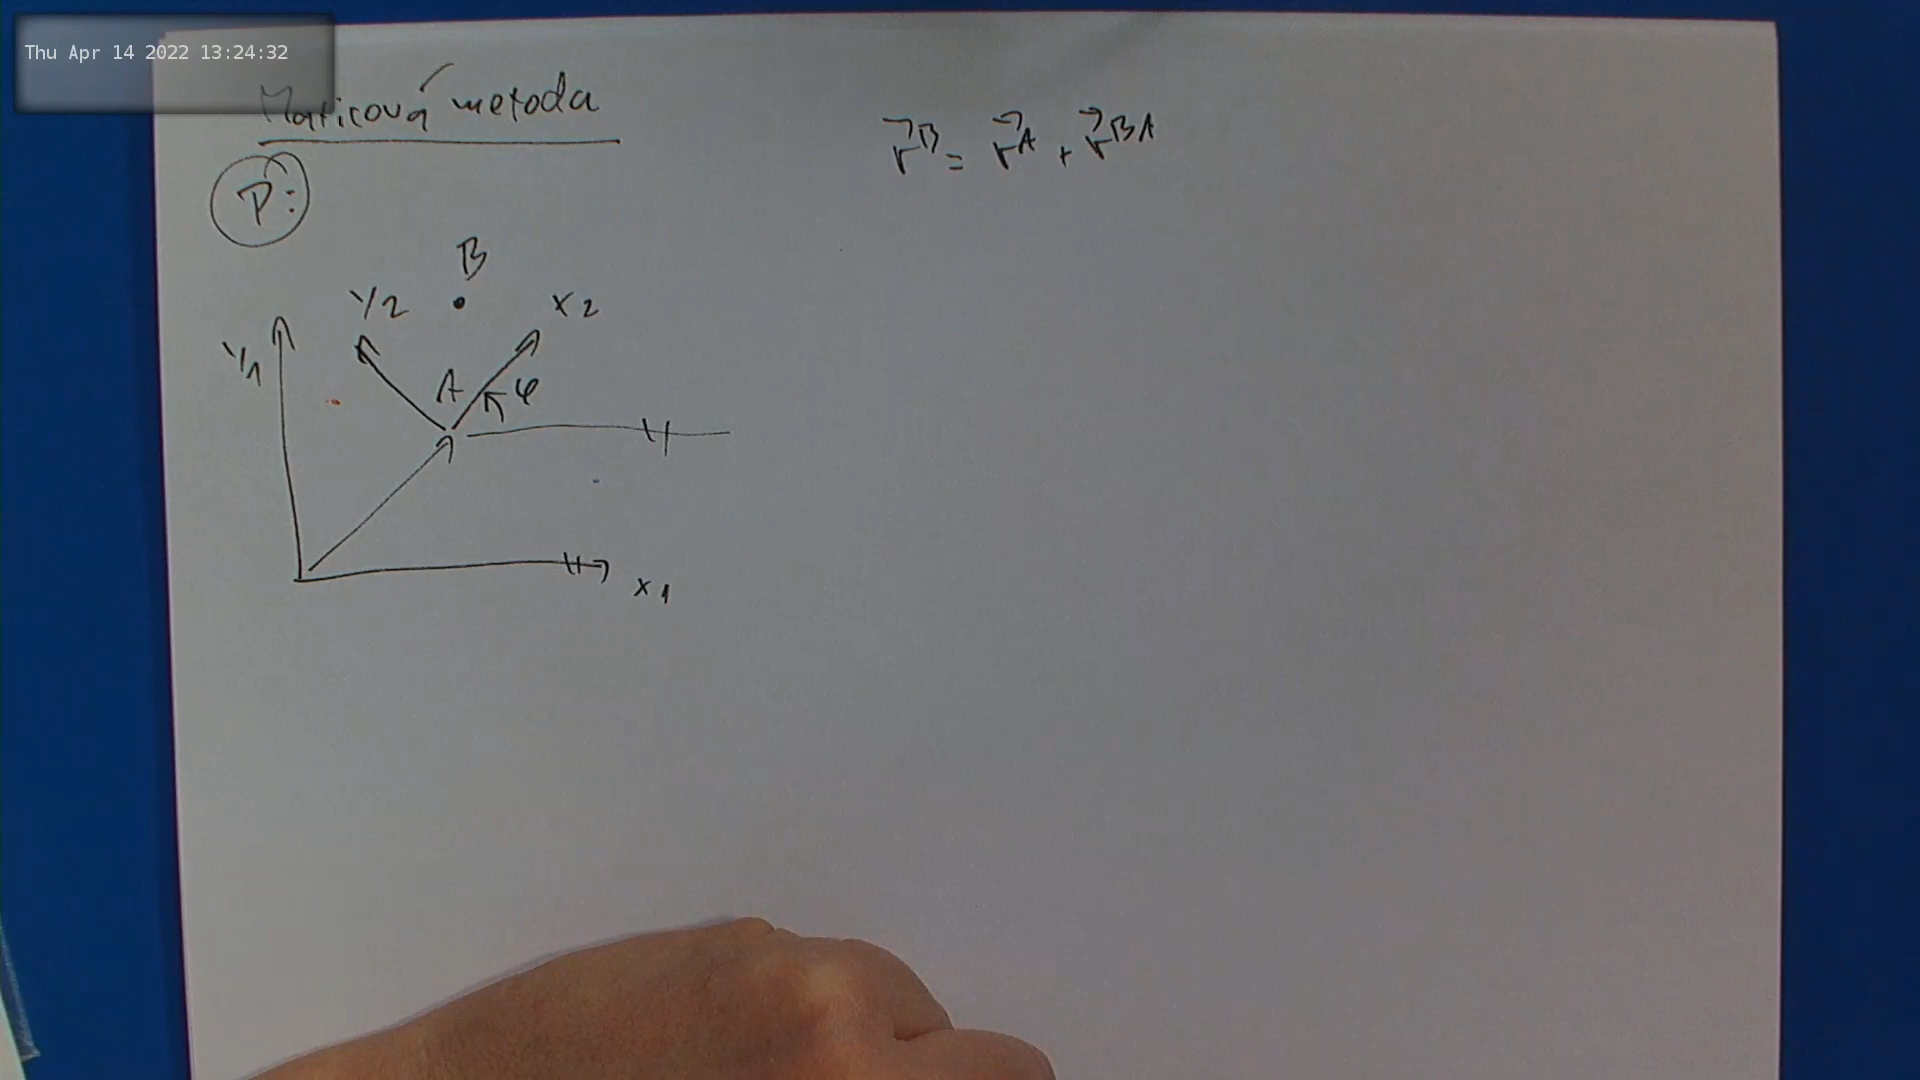 Thu Apr 14 2022 13:24:32
Maticová metoda
r⃗ᴮ = r⃗ᴬ + r⃗ᴮᴬ
P:
B
y2
x2
y1
A
φ
x1